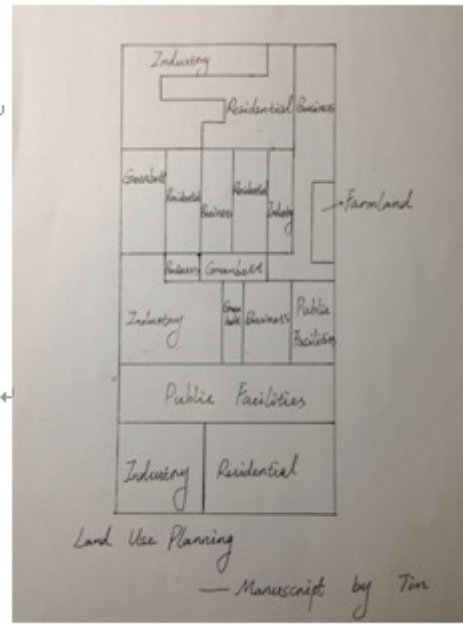 Industry
Residential
Business
Greenbelt
Residential
Business
Residential
Industry
Farmland
Business
Greenbelt
Industry
Green
belt
Business
Public
Facilities
Public Facilities
Industry
Residential
Land Use Planning
— Manuscript by Tin